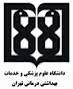 دانشگاه علوم پزشکی و خدمات
بهداشتی درمانی تهران